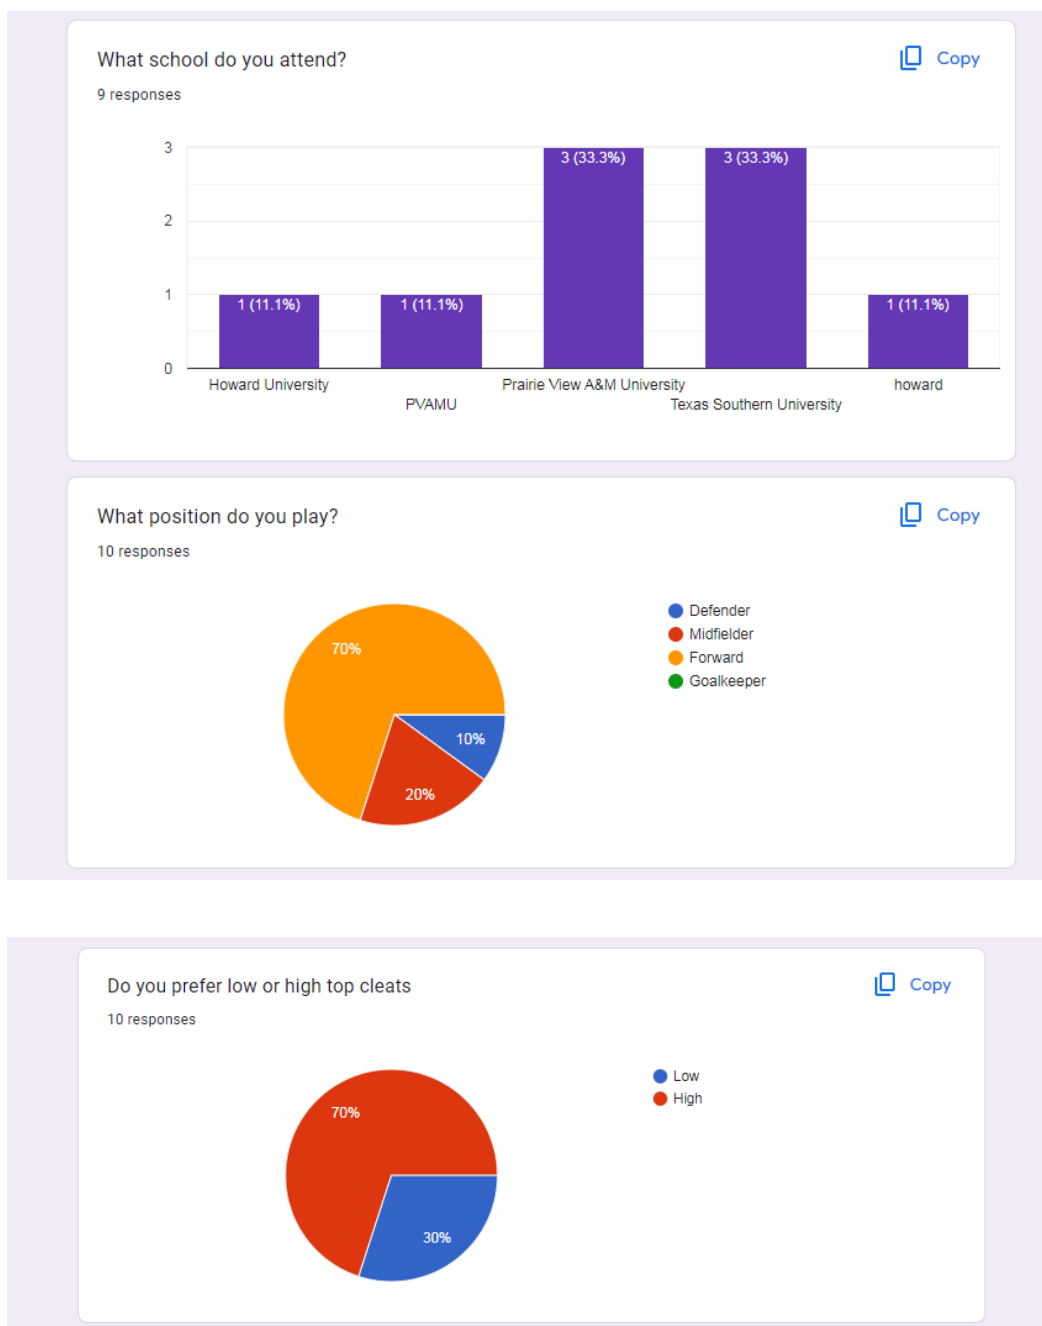 What school do you attend?
Copy
9 responses
3
3 (33.3%)
3 (33.3%)
2
1
1 (11.1%)
1 (11.1%)
1 (11.1%)
0
Howard University
Prairie View A&M University
howard
PVAMU
Texas Southern University
What position do you play?
Copy
10 responses
Defender
Midfielder
Forward
Goalkeeper
70%
10%
20%
Do you prefer low or high top cleats
Copy
10 responses
Low
High
70%
30%